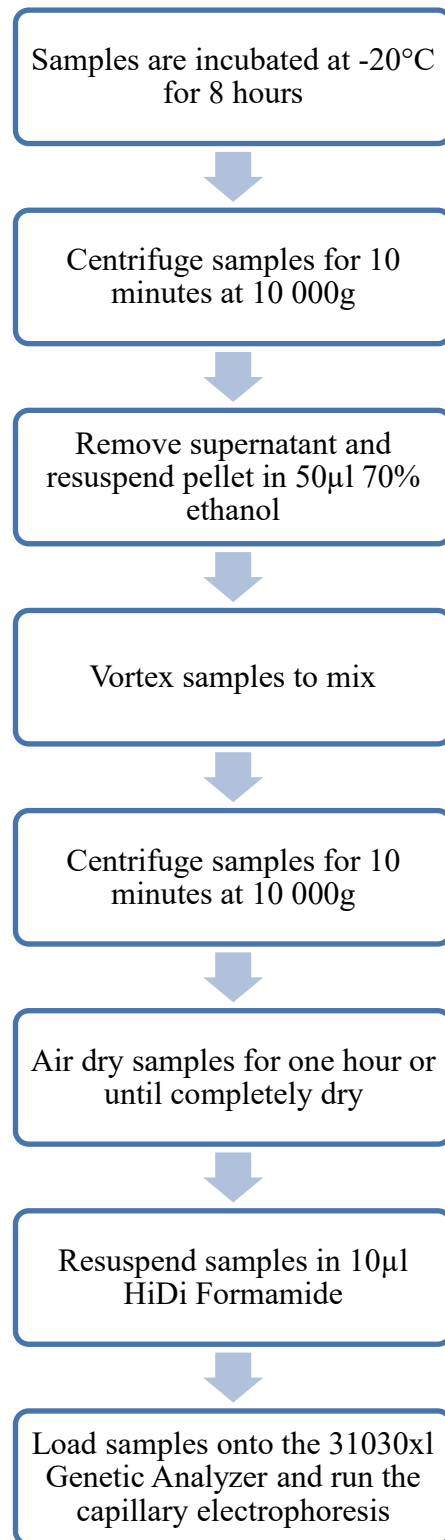 Samples are incubated at -20°C
for 8 hours
Centrifuge samples for 10
minutes at 10 000g
Remove supernatant and
resuspend pellet in 50µl 70%
ethanol
Vortex samples to mix
Centrifuge samples for 10
minutes at 10 000g
Air dry samples for one hour or
until completely dry
Resuspend samples in 10µl
HiDi Formamide
Load samples onto the 31030xl
Genetic Analyzer and run the
capillary electrophoresis